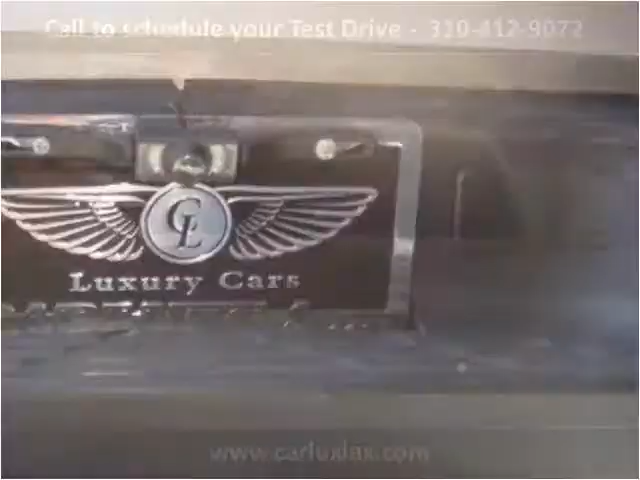 Call to schedule your Test Drive - 310-412-9072
CL
Luxury Cars
www.carluxlax.com